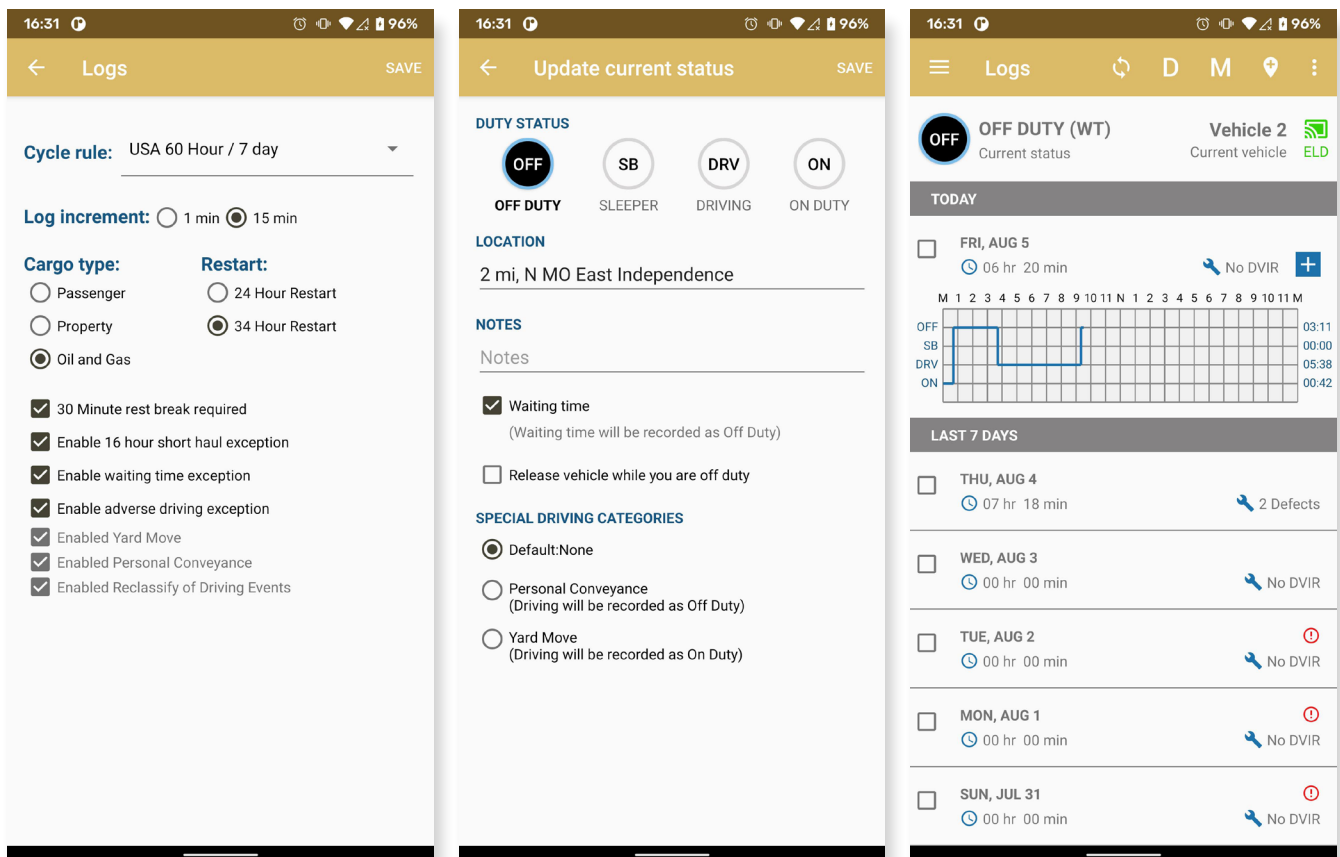 16:31 96%
Logs SAVE
Cycle rule: USA 60 Hour / 7 day
Log increment: 1 min 15 min
Cargo type: Restart:
Passenger 24 Hour Restart
Property 34 Hour Restart
Oil and Gas
30 Minute rest break required
Enable 16 hour short haul exception
Enable waiting time exception
Enable adverse driving exception
Enabled Yard Move
Enabled Personal Conveyance
Enabled Reclassify of Driving Events
16:31 96%
Update current status SAVE
DUTY STATUS
OFF SB DRV ON
OFF DUTY SLEEPER DRIVING ON DUTY
LOCATION
2 mi, N MO East Independence
NOTES
Notes
Waiting time
(Waiting time will be recorded as Off Duty)
Release vehicle while you are off duty
SPECIAL DRIVING CATEGORIES
Default:None
Personal Conveyance
(Driving will be recorded as Off Duty)
Yard Move
(Driving will be recorded as On Duty)
16:31 96%
Logs D M
OFF OFF DUTY (WT) Vehicle 2
Current status Current vehicle ELD
TODAY
FRI, AUG 5
06 hr 20 min No DVIR +
M 1 2 3 4 5 6 7 8 9 10 11 N 1 2 3 4 5 6 7 8 9 10 11 M
OFF 03:11
SB 00:00
DRV 05:38
ON 00:42
LAST 7 DAYS
THU, AUG 4
07 hr 18 min 2 Defects
WED, AUG 3
00 hr 00 min No DVIR
TUE, AUG 2
00 hr 00 min No DVIR
MON, AUG 1
00 hr 00 min No DVIR
SUN, JUL 31
00 hr 00 min No DVIR